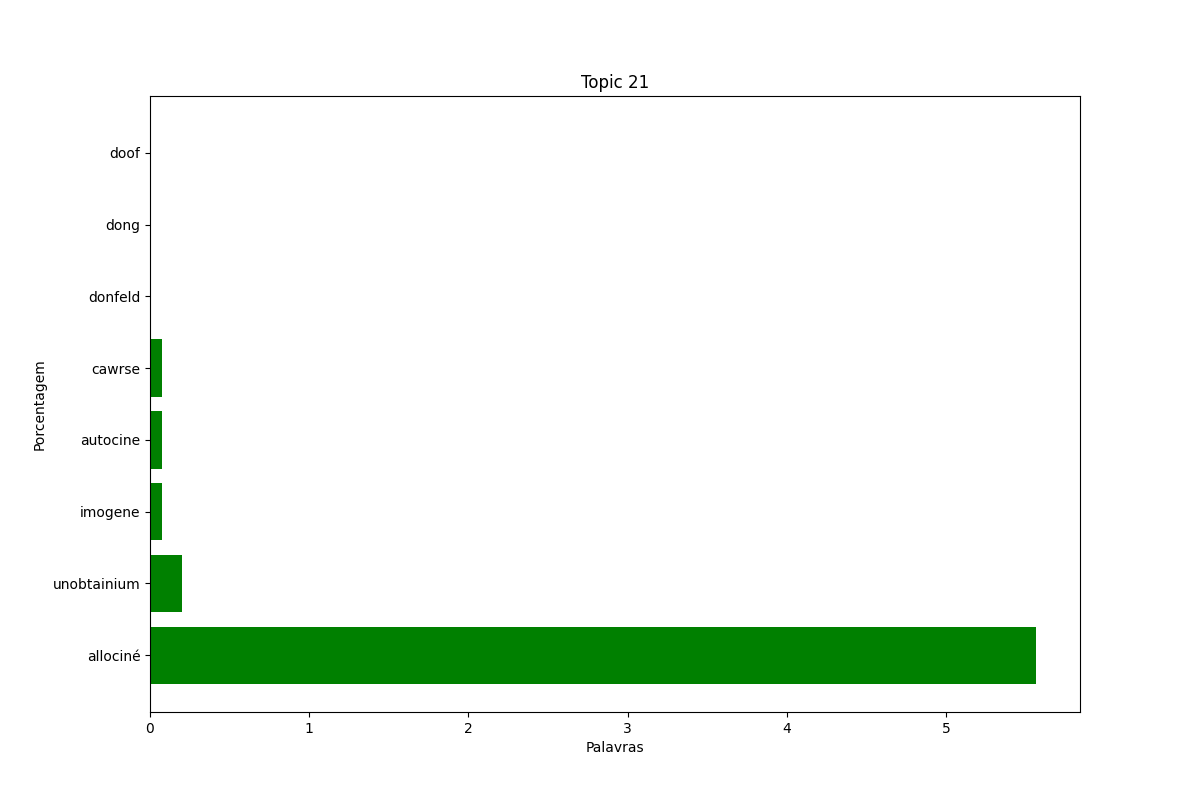 Topic 21
doof
dong
donfeld
cawrse
autocine
imogene
unobtainium
allociné
Porcentagem
0 1 2 3 4 5
Palavras